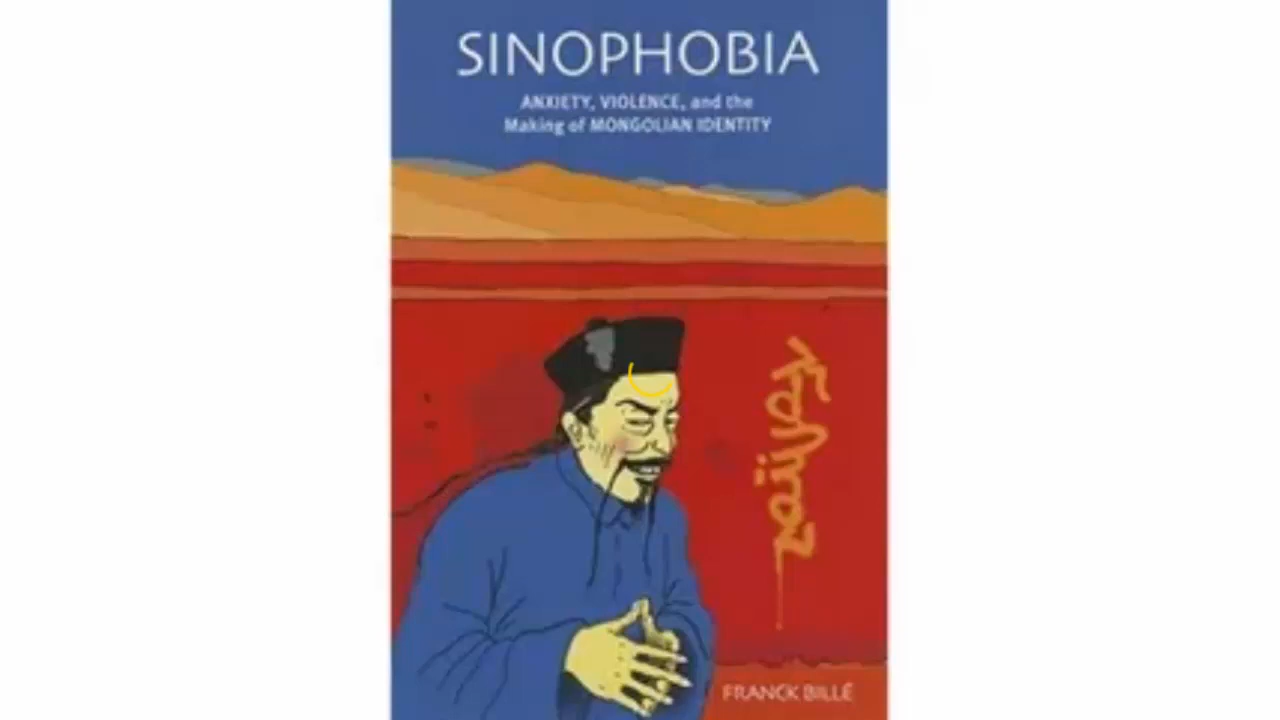 SINOPHOBIA
ANXIETY, VIOLENCE, and the
Making of MONGOLIAN IDENTITY
FRANCK BILLÉ